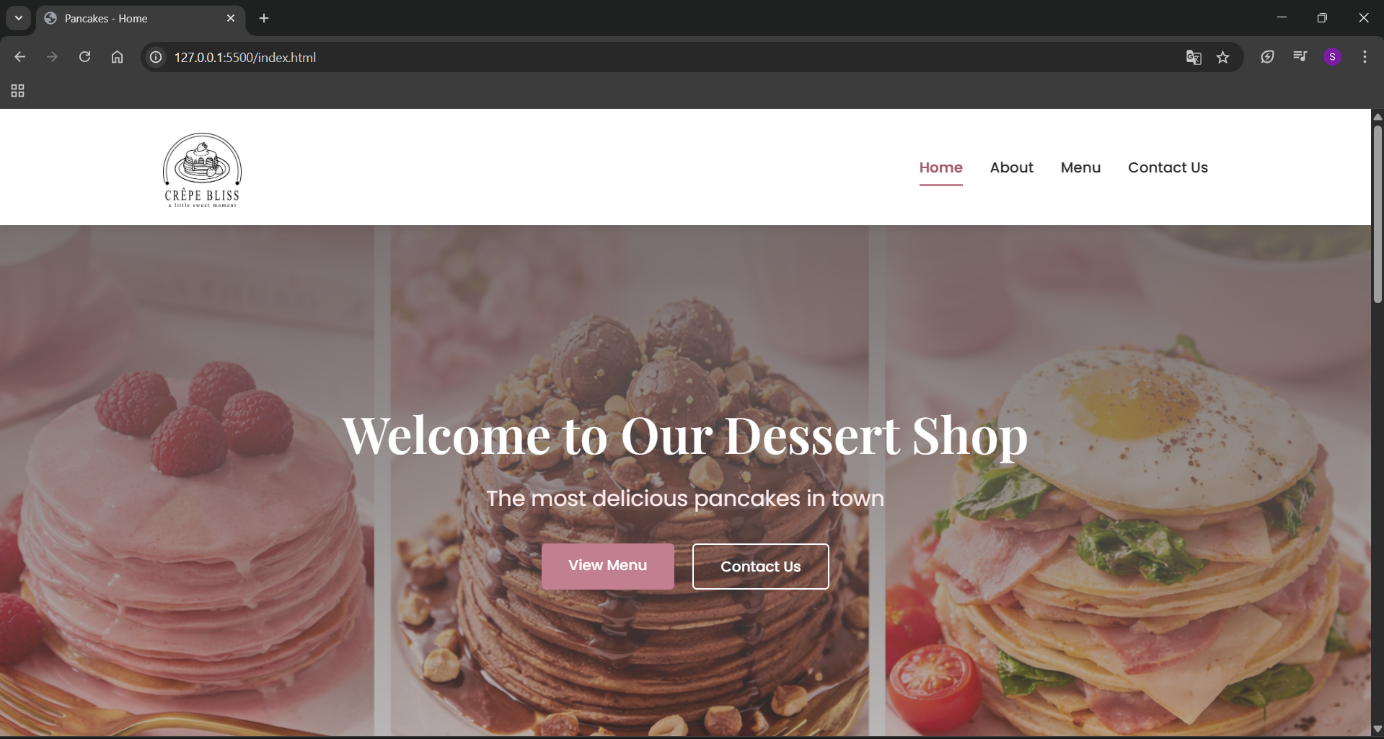 Pancakes - Home
127.0.0.1:5500/index.html
S
CRÊPE BLISS
a little sweet moment
Home
About
Menu
Contact Us
Welcome to Our Dessert Shop
The most delicious pancakes in town
View Menu
Contact Us